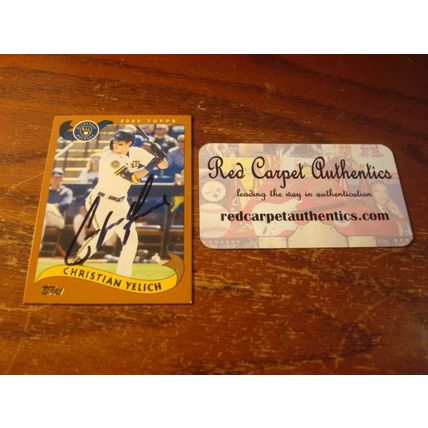 2020 TOPPS
CHRISTIAN YELICH
TOPPS
Red Carpet Authentics
leading the way in authentication
redcarpetauthentics.com